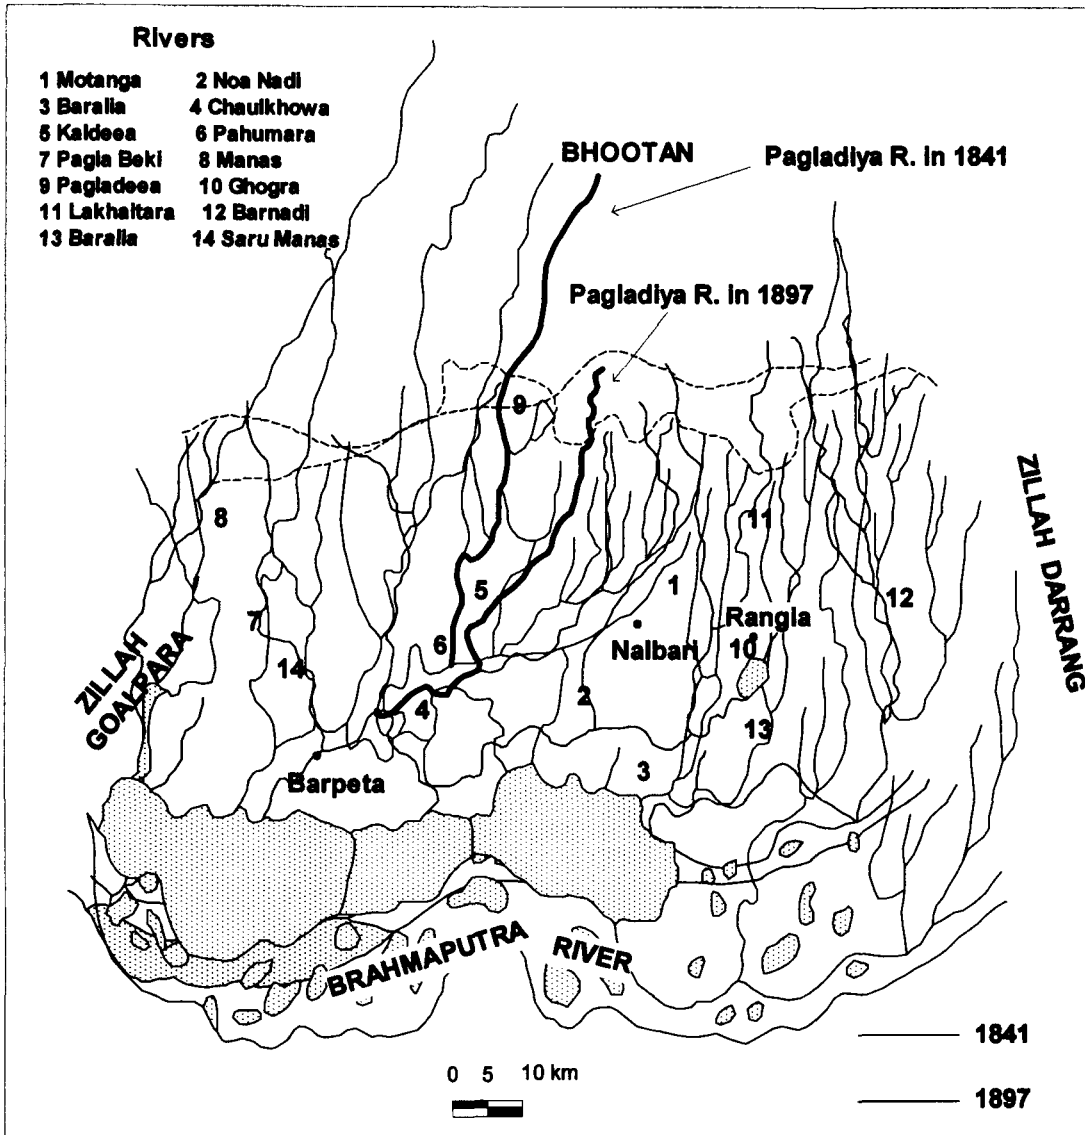 Rivers
1 Motanga 2 Noa Nadi
3 Baralia 4 Chaulkhowa
5 Kaldeea 6 Pahumara
7 Pagla Beki 8 Manas
9 Pagladeea 10 Ghogra
11 Lakhaitara 12 Barnadi
13 Baralia 14 Saru Manas
BHOOTAN
Pagladiya R. in 1841
Pagladiya R. in 1897
9
8
11
ZILLAH DARRANG
5
1
12
7
6
Rangia
Nalbari
10
14
ZILLAH
GOALPARA
4
2
13
3
Barpeta
BRAHMAPUTRA RIVER
1841
0 5 10 km
1897